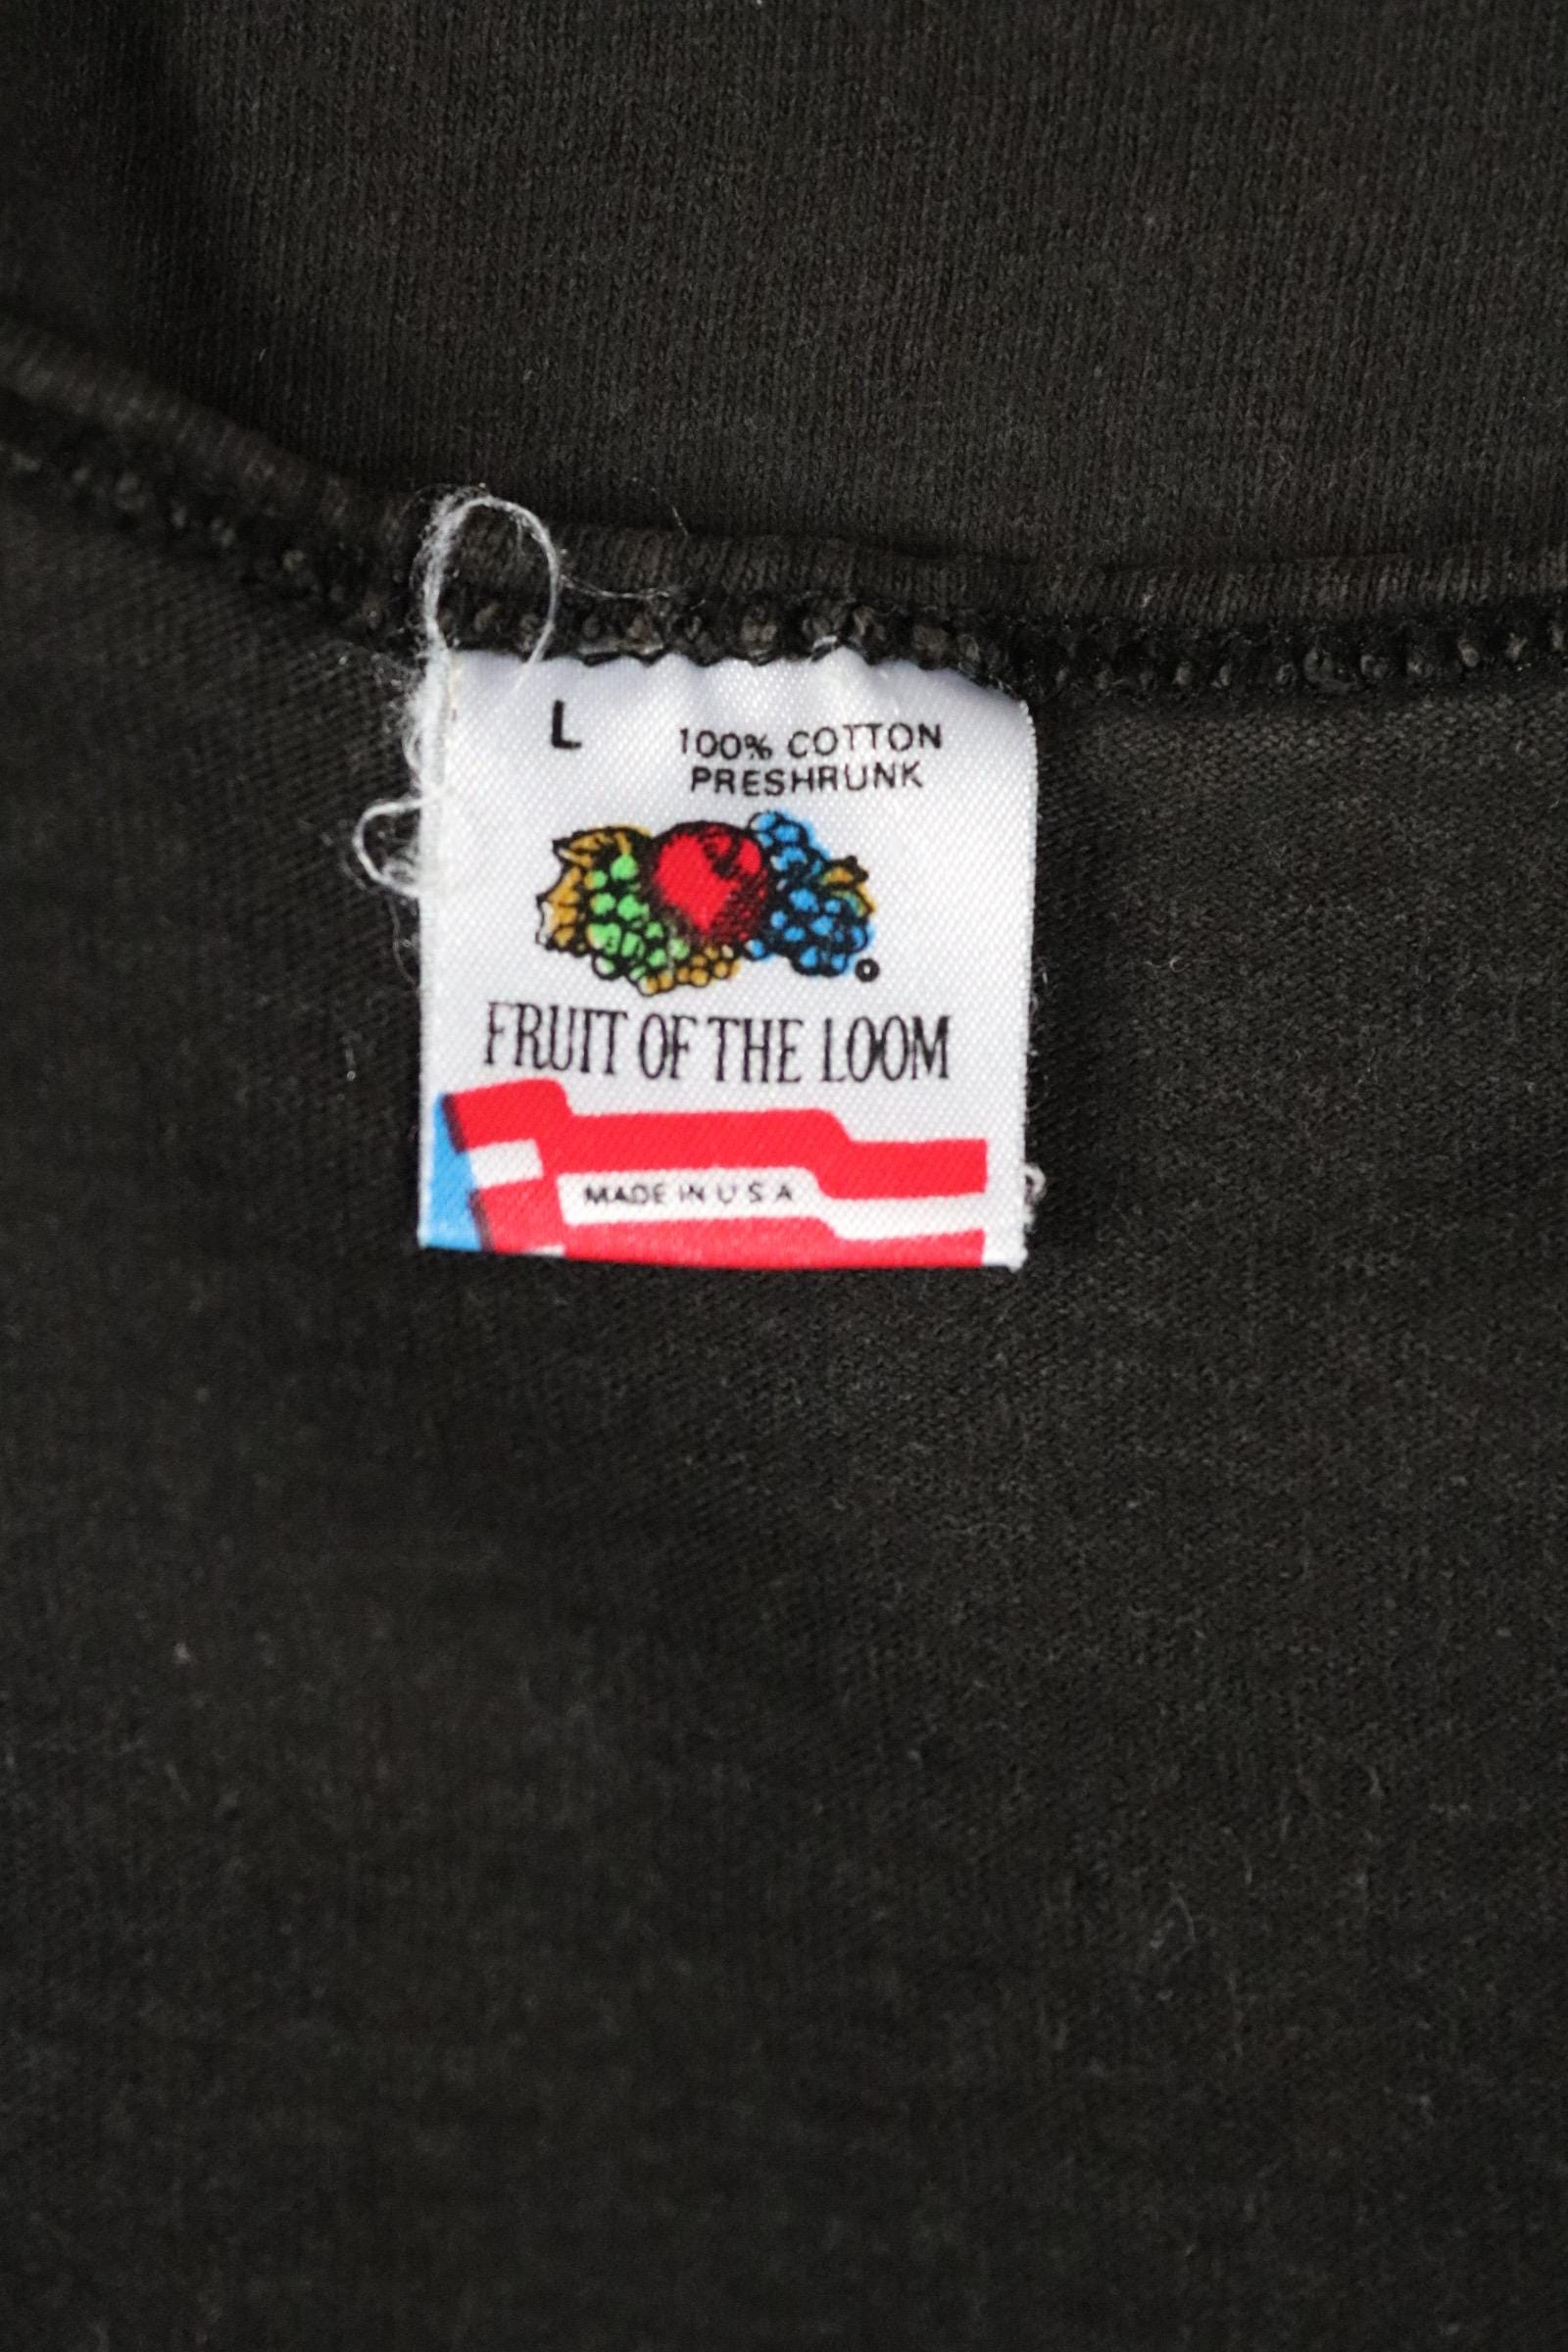 L
100% COTTON
PRESHRUNK
FRUIT OF THE LOOM
MADE IN U S A